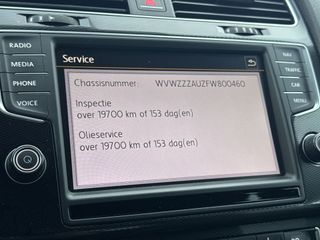 Service
RADIO
MEDIA
PHONE
VOICE
Chassisnummer: WVWZZZAUZFW800460
Inspectie
over 19700 km of 153 dag(en)
Olieservice
over 19700 km of 153 dag(en)
NAV
TRAFFIC
CAR
MENU